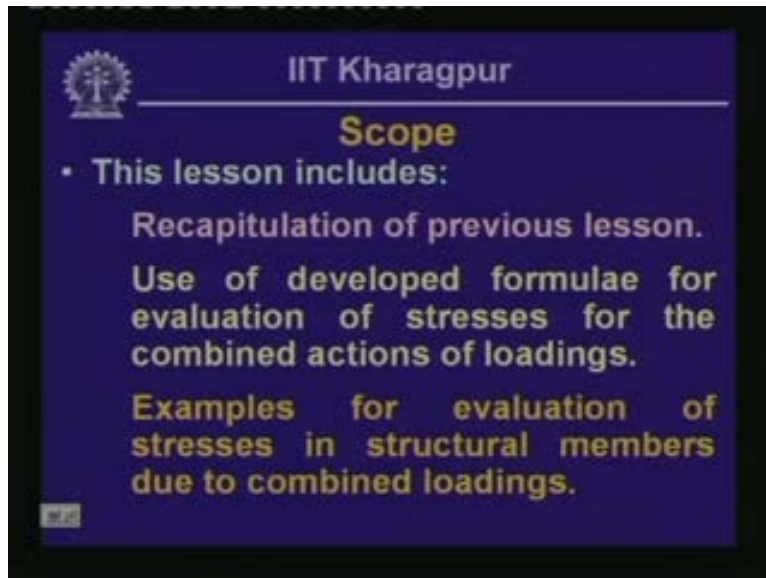 IIT Kharagpur
Scope
• This lesson includes:
Recapitulation of previous lesson.
Use of developed formulae for
evaluation of stresses for the
combined actions of loadings.
Examples for evaluation of
stresses in structural members
due to combined loadings.